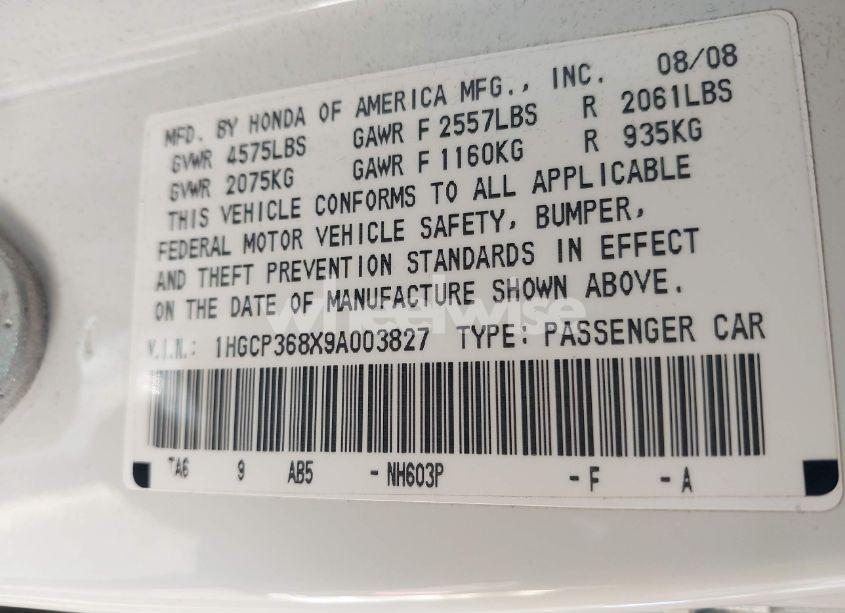 MFD. BY HONDA OF AMERICA MFG., INC. 08/08
GVWR 4575LBS GAWR F 2557LBS R 2061LBS
GVWR 2075KG GAWR F 1160KG R 935KG
THIS VEHICLE CONFORMS TO ALL APPLICABLE
FEDERAL MOTOR VEHICLE SAFETY, BUMPER,
AND THEFT PREVENTION STANDARDS IN EFFECT
ON THE DATE OF MANUFACTURE SHOWN ABOVE.
wheelwise
V.I.N.: 1HGCP368X9A003827 TYPE: PASSENGER CAR
TA6 9 AB5 -NH603P -F -A